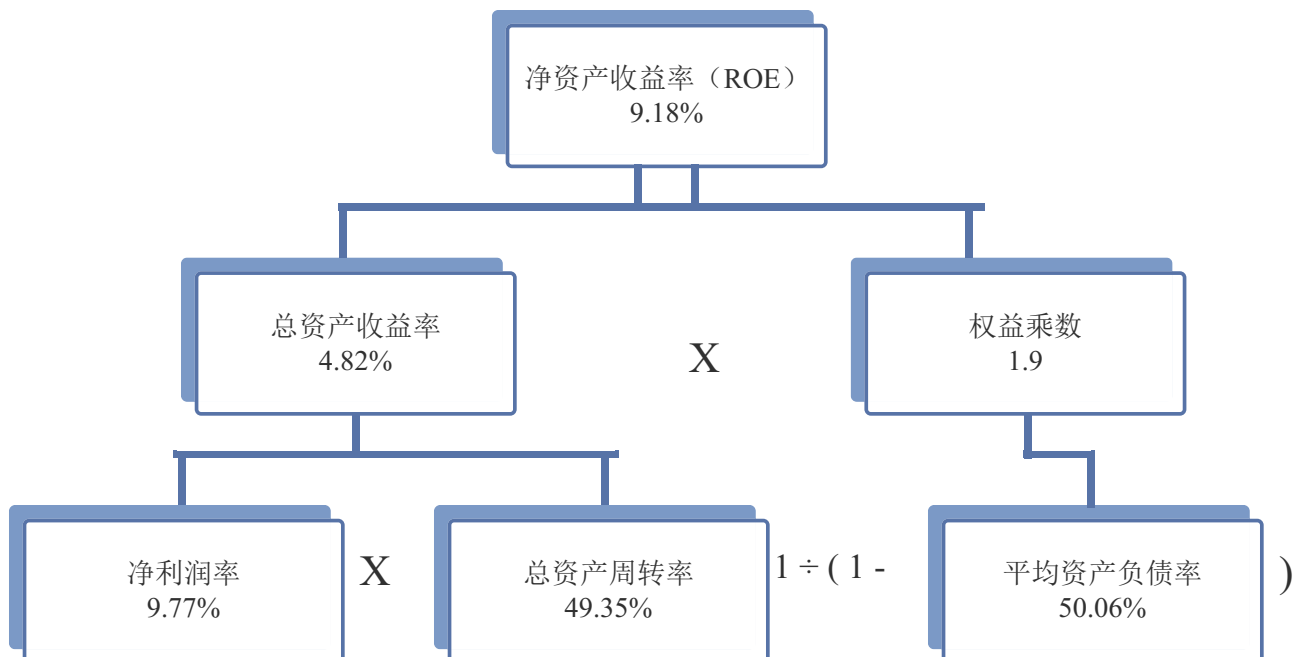 净资产收益率（ROE）
9.18%
总资产收益率
4.82%
X
权益乘数
1.9
净利润率
9.77%
X
总资产周转率
49.35%
1 ÷ ( 1 -
平均资产负债率
50.06%
)